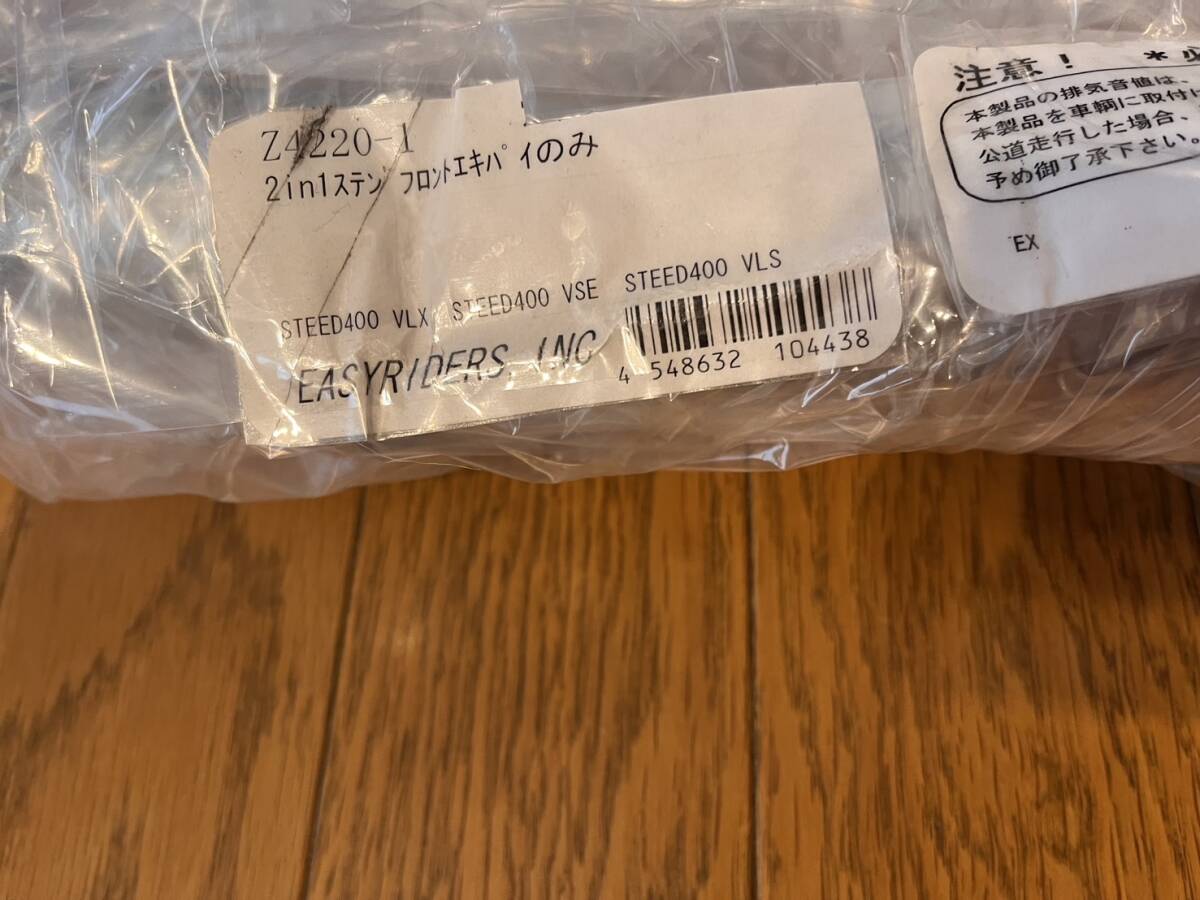 Z4220-1
2in1ステン フロントエキパイのみ
STEED400 VLX STEED400 VSE STEED400 VLS
EASYRIDERS. INC
4 548632 104438
注意! *必
本製品の排気音値は、
本製品を車輌に取付け
公道走行した場合、
予め御了承下さい。
EX